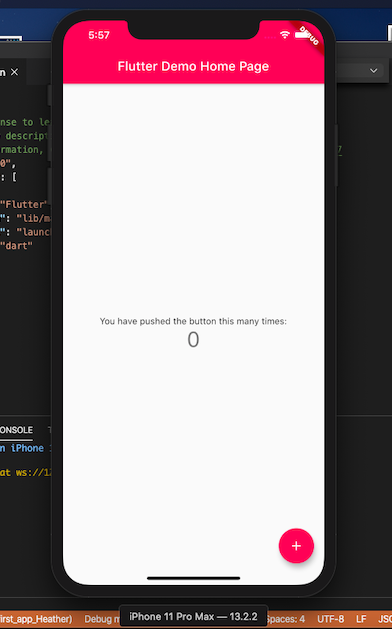 5:57
DEBUG
Flutter Demo Home Page
n ×
nse to le
descript
rmation,
0",
: [
"Flutter"
": "lib/m
": "launc
"dart"
You have pushed the button this many times:
0
ONSOLE
n iPhone
at ws://12
+
irst_app_Heather) Debug m
iPhone 11 Pro Max — 13.2.2
Spaces: 4 UTF-8 LF JS